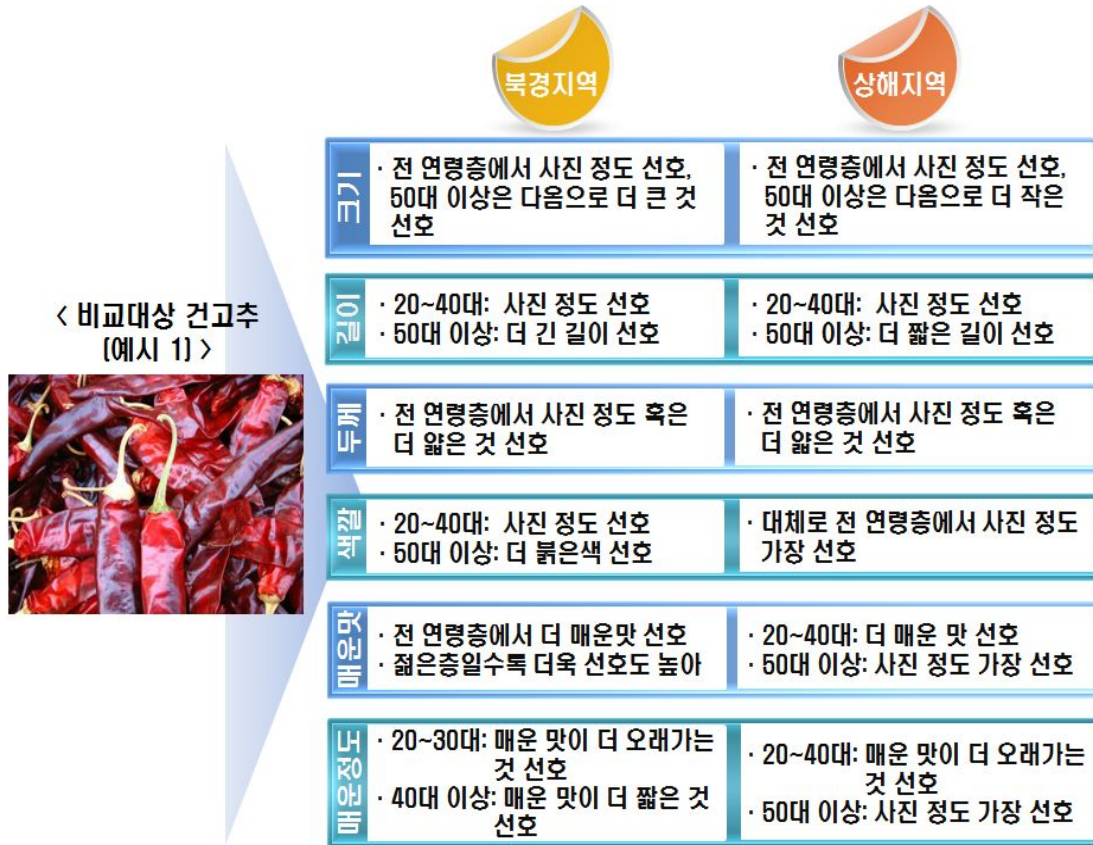 북경지역
상해지역
< 비교대상 건고추
(예시 1) >
크기
· 전 연령층에서 사진 정도 선호,
50대 이상은 다음으로 더 큰 것
선호
· 전 연령층에서 사진 정도 선호,
50대 이상은 다음으로 더 작은
것 선호
길이
· 20~40대: 사진 정도 선호
· 50대 이상: 더 긴 길이 선호
· 20~40대: 사진 정도 선호
· 50대 이상: 더 짧은 길이 선호
두께
· 전 연령층에서 사진 정도 혹은
더 얇은 것 선호
· 전 연령층에서 사진 정도 혹은
더 얇은 것 선호
색깔
· 20~40대: 사진 정도 선호
· 50대 이상: 더 붉은색 선호
· 대체로 전 연령층에서 사진 정도
가장 선호
매운맛
· 전 연령층에서 더 매운맛 선호
· 젊은층일수록 더욱 선호도 높아
· 20~40대: 더 매운 맛 선호
· 50대 이상: 사진 정도 가장 선호
매운정도
· 20~30대: 매운 맛이 더 오래가는
것 선호
· 40대 이상: 매운 맛이 더 짧은 것
선호
· 20~40대: 매운 맛이 더 오래가는
것 선호
· 50대 이상: 사진 정도 가장 선호